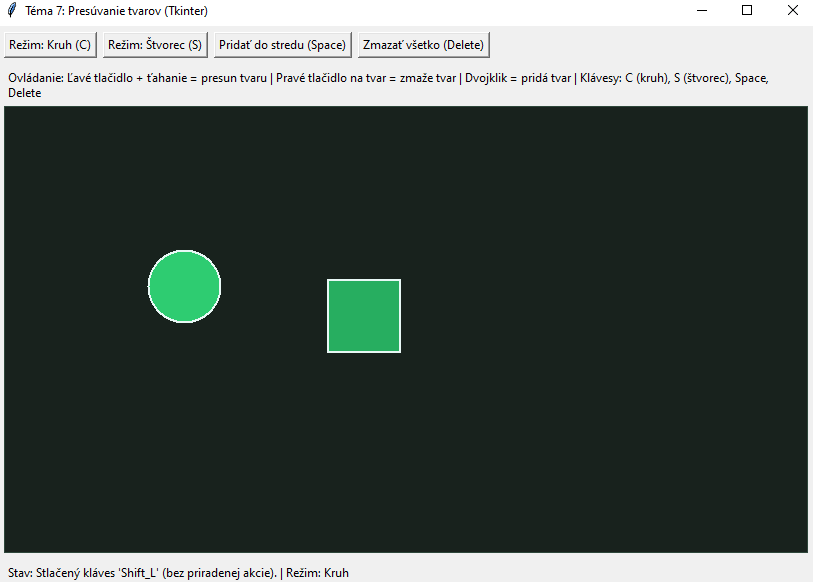 Téma 7: Presúvanie tvarov (Tkinter)
Režim: Kruh (C) Režim: Štvorec (S) Pridať do stredu (Space) Zmazať všetko (Delete)
Ovládanie: Ľavé tlačidlo + ťahanie = presun tvaru | Pravé tlačidlo na tvar = zmaže tvar | Dvojklik = pridá tvar | Klávesy: C (kruh), S (štvorec), Space,
Delete
Stav: Stlačený kláves 'Shift_L' (bez priradenej akcie). | Režim: Kruh